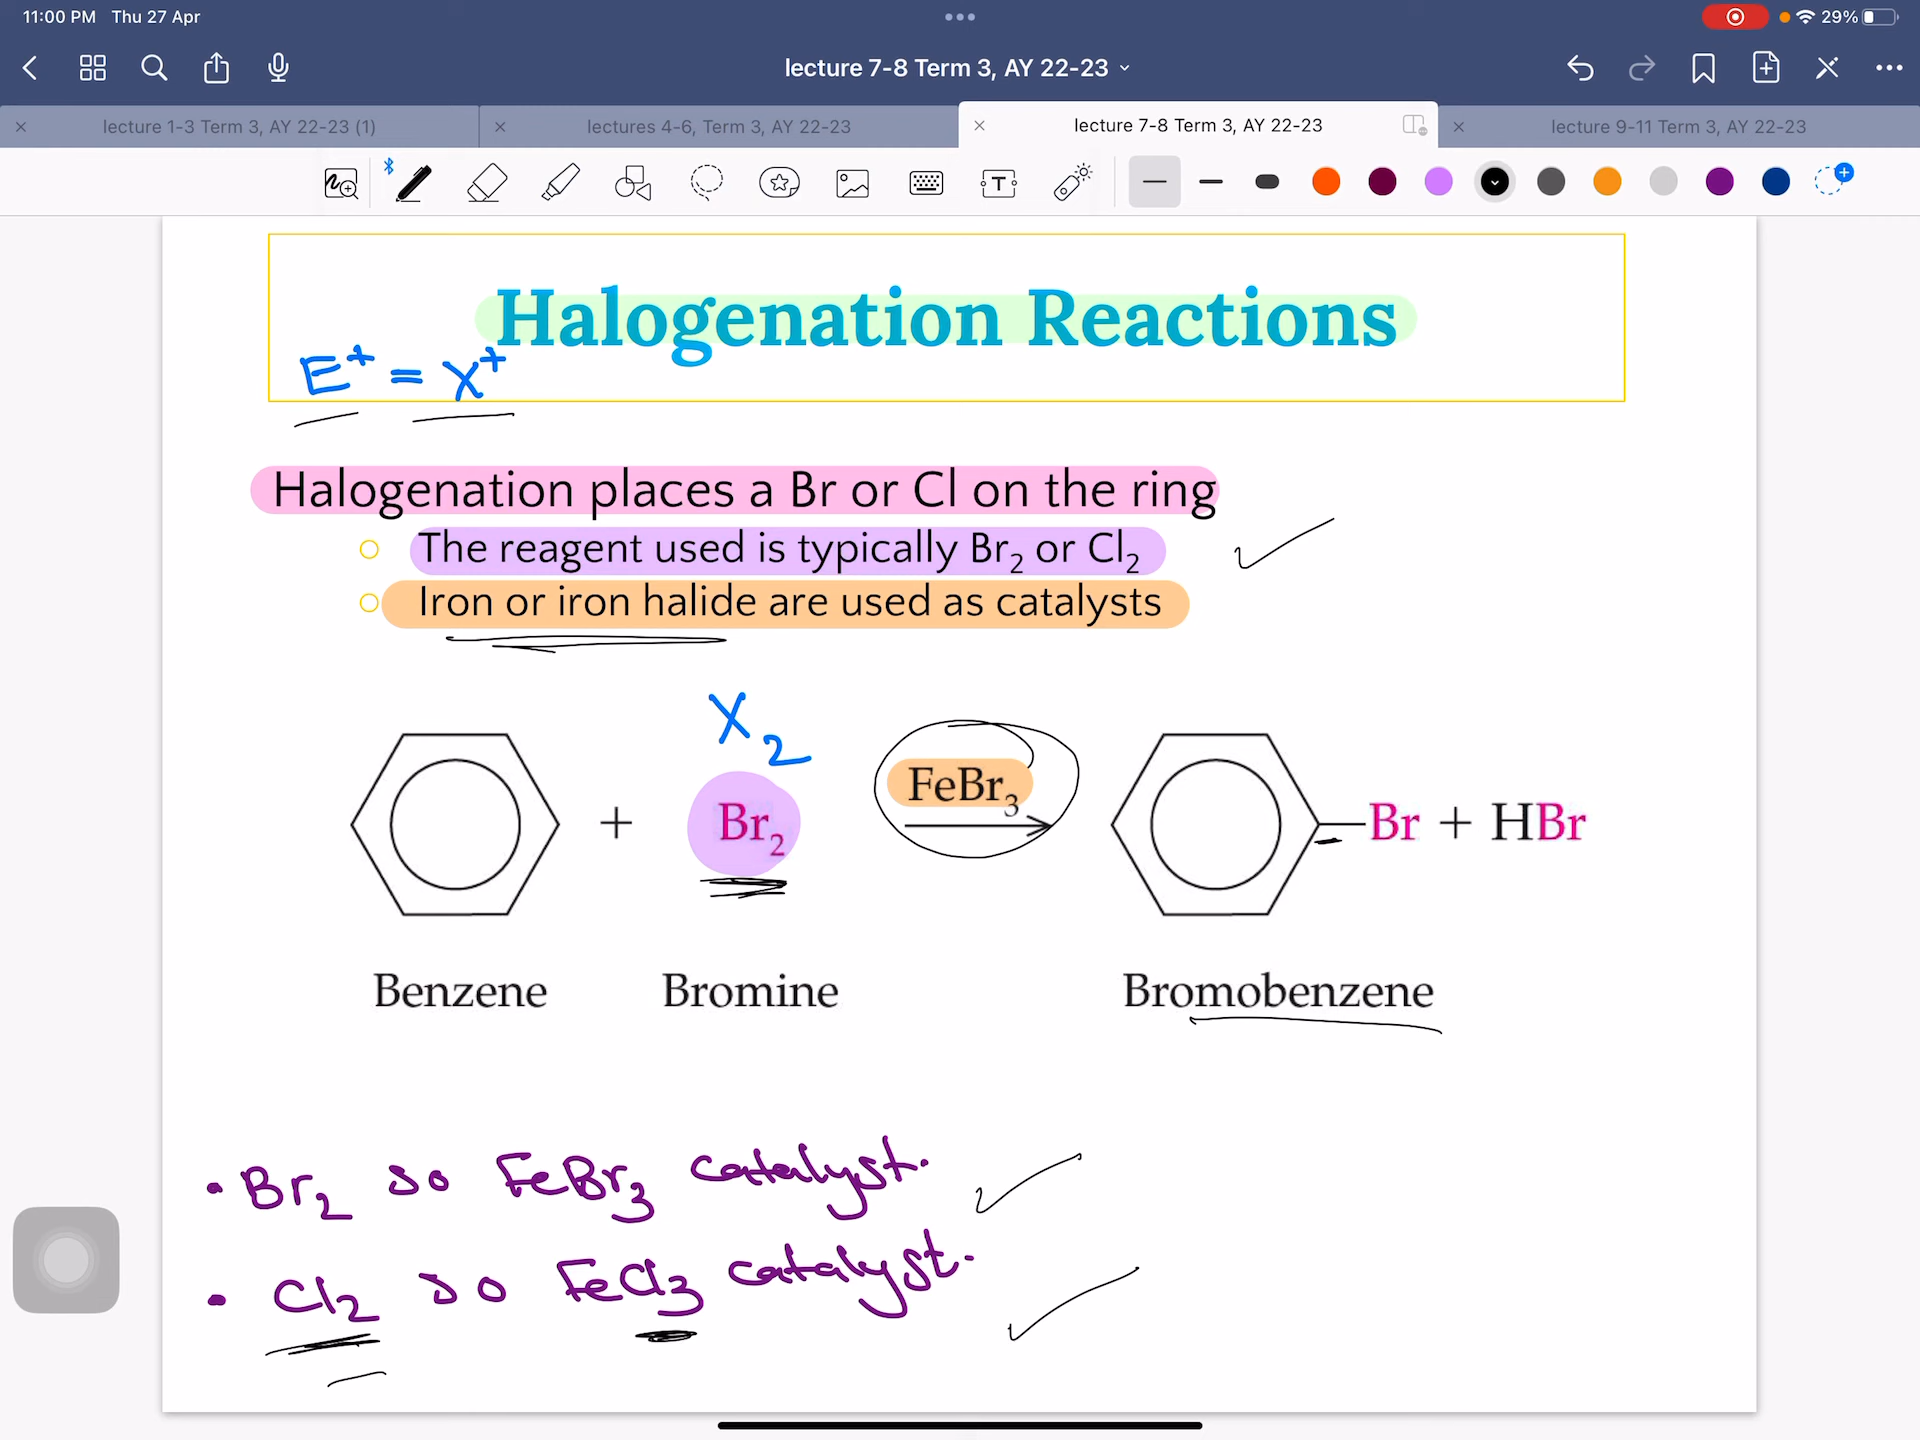 11:00 PM Thu 27 Apr
29%
lecture 7-8 Term 3, AY 22-23
lecture 1-3 Term 3, AY 22-23 (1)
lectures 4-6, Term 3, AY 22-23
lecture 7-8 Term 3, AY 22-23
lecture 9-11 Term 3, AY 22-23
T
Halogenation Reactions
E⁺ = X⁺
Halogenation places a Br or Cl on the ring
The reagent used is typically Br₂ or Cl₂
Iron or iron halide are used as catalysts
X₂
+ Br₂ FeBr₃ Br + HBr
Benzene Bromine Bromobenzene
• Br₂ so FeBr₃ catalyst.
• Cl₂ so FeCl₃ catalyst.